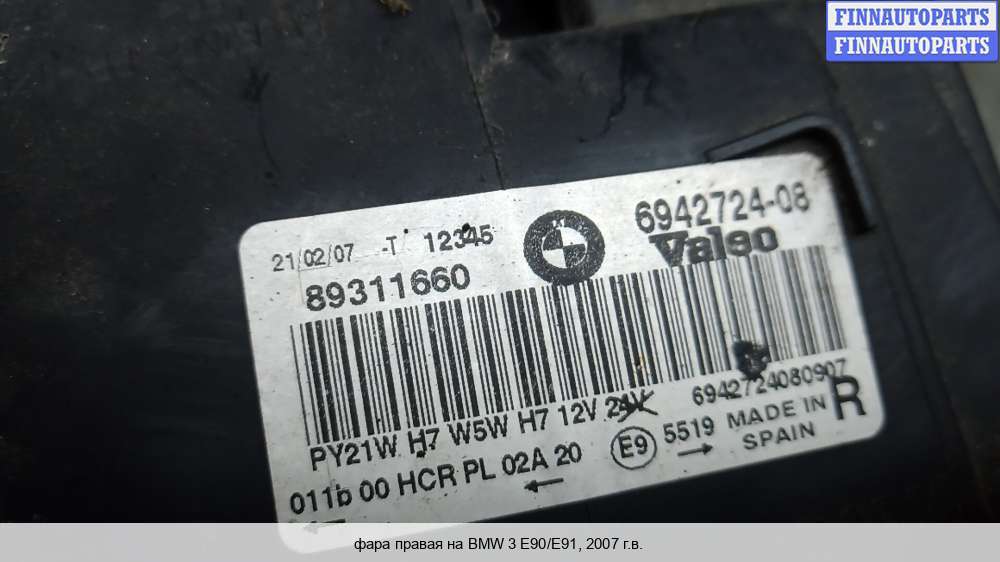 FINNAUTOPARTS
FINNAUTOPARTS
21/02/07 -T 12345
6942724-08
Valeo
89311660
6942724080907
PY21W H7 W5W H7 12V 24V
011b 00 HCR PL 02A 20
E9 5519 MADE IN
SPAIN
R
фара правая на BMW 3 E90/E91, 2007 г.в.